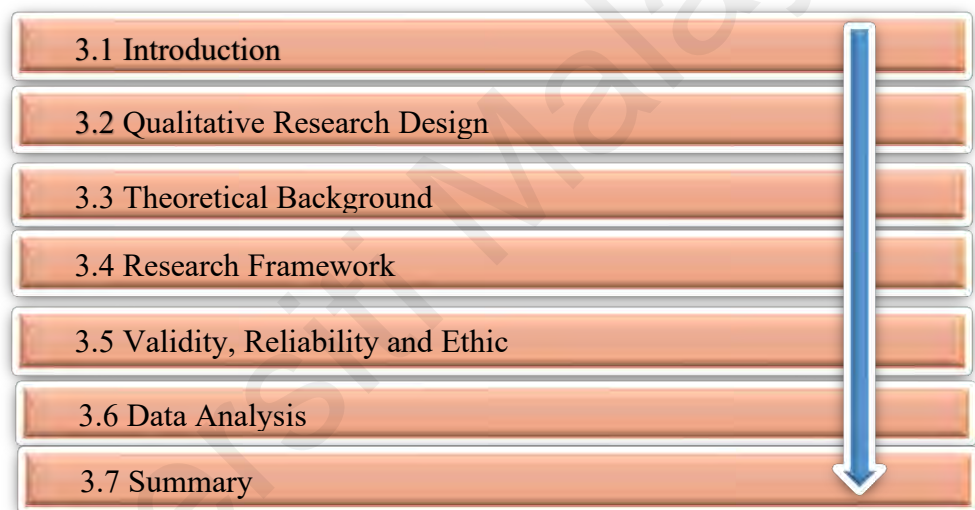 3.1 Introduction
3.2 Qualitative Research Design
3.3 Theoretical Background
3.4 Research Framework
3.5 Validity, Reliability and Ethic
3.6 Data Analysis
3.7 Summary